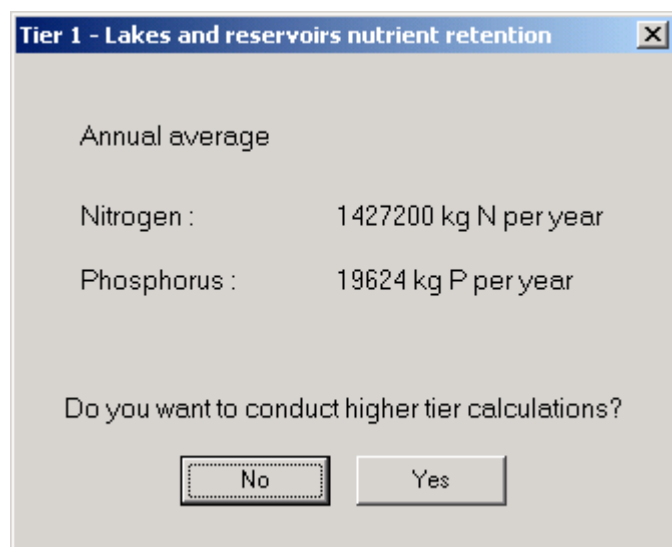 Tier 1 - Lakes and reservoirs nutrient retention
Annual average
Nitrogen : 1427200 kg N per year
Phosphorus : 19624 kg P per year
Do you want to conduct higher tier calculations?
No Yes